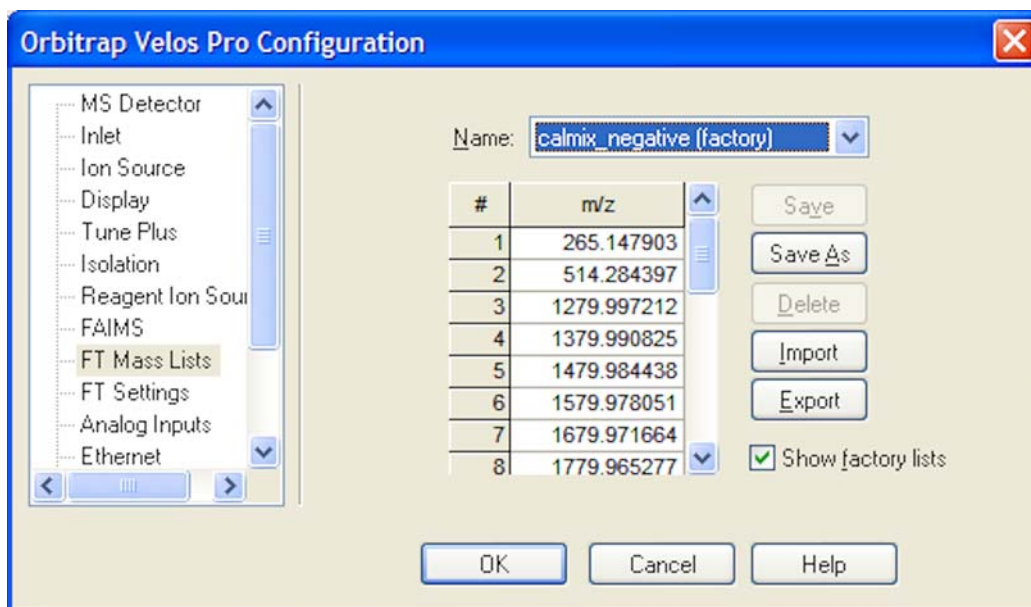 Orbitrap Velos Pro Configuration
MS Detector
Inlet
Ion Source
Display
Tune Plus
Isolation
Reagent Ion Sour
FAIMS
FT Mass Lists
FT Settings
Analog Inputs
Ethernet
Name: calmix_negative (factory)
# m/z
1 265.147903
2 514.284397
3 1279.997212
4 1379.990825
5 1479.984438
6 1579.978051
7 1679.971664
8 1779.965277
Save
Save As
Delete
Import
Export
Show factory lists
OK Cancel Help